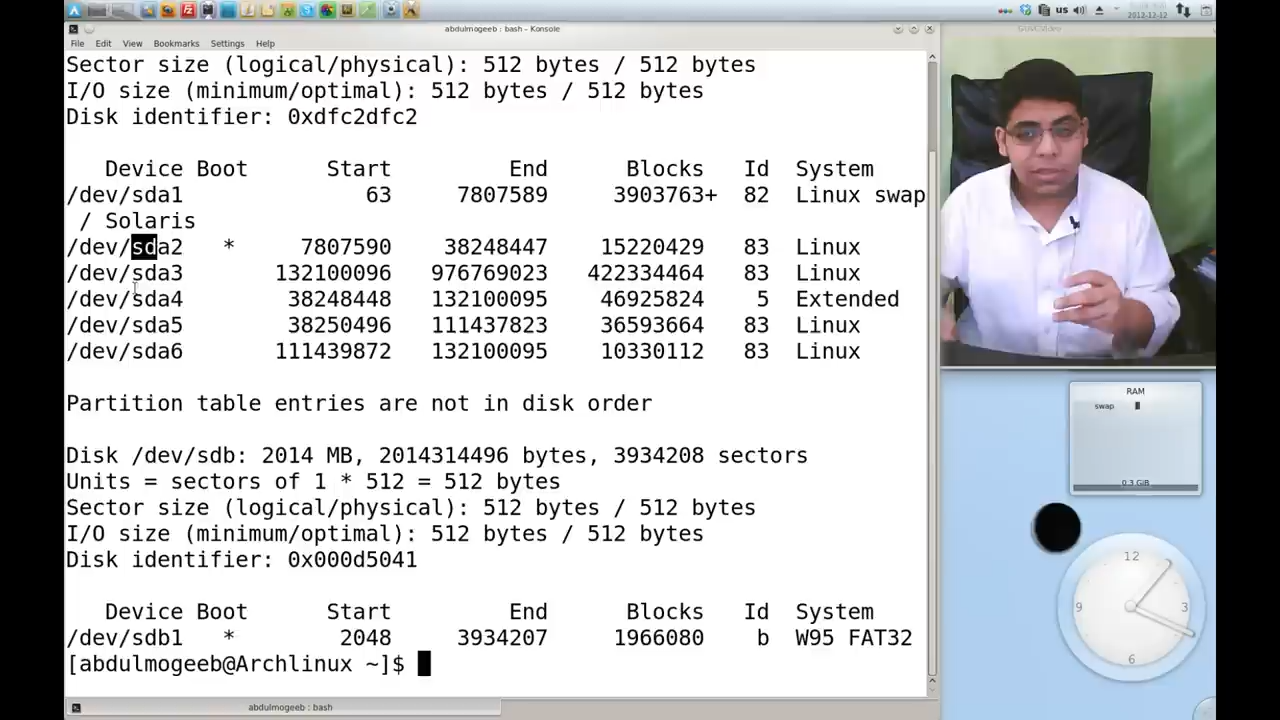 us
2012-12-12
abdulmogeeb : bash - Konsole
File Edit View Bookmarks Settings Help
Sector size (logical/physical): 512 bytes / 512 bytes
I/O size (minimum/optimal): 512 bytes / 512 bytes
Disk identifier: 0xdfc2dfc2
Device Boot Start End Blocks Id System
/dev/sda1 63 7807589 3903763+ 82 Linux swap
/ Solaris
/dev/sda2 * 7807590 38248447 15220429 83 Linux
/dev/sda3 132100096 976769023 422334464 83 Linux
/dev/sda4 38248448 132100095 46925824 5 Extended
/dev/sda5 38250496 111437823 36593664 83 Linux
/dev/sda6 111439872 132100095 10330112 83 Linux
Partition table entries are not in disk order
Disk /dev/sdb: 2014 MB, 2014314496 bytes, 3934208 sectors
Units = sectors of 1 * 512 = 512 bytes
Sector size (logical/physical): 512 bytes / 512 bytes
I/O size (minimum/optimal): 512 bytes / 512 bytes
Disk identifier: 0x000d5041
Device Boot Start End Blocks Id System
/dev/sdb1 * 2048 3934207 1966080 b W95 FAT32
[abdulmogeeb@Archlinux ~]$
abdulmogeeb : bash
RAM
swap
0.3 GiB
12
3
6
9